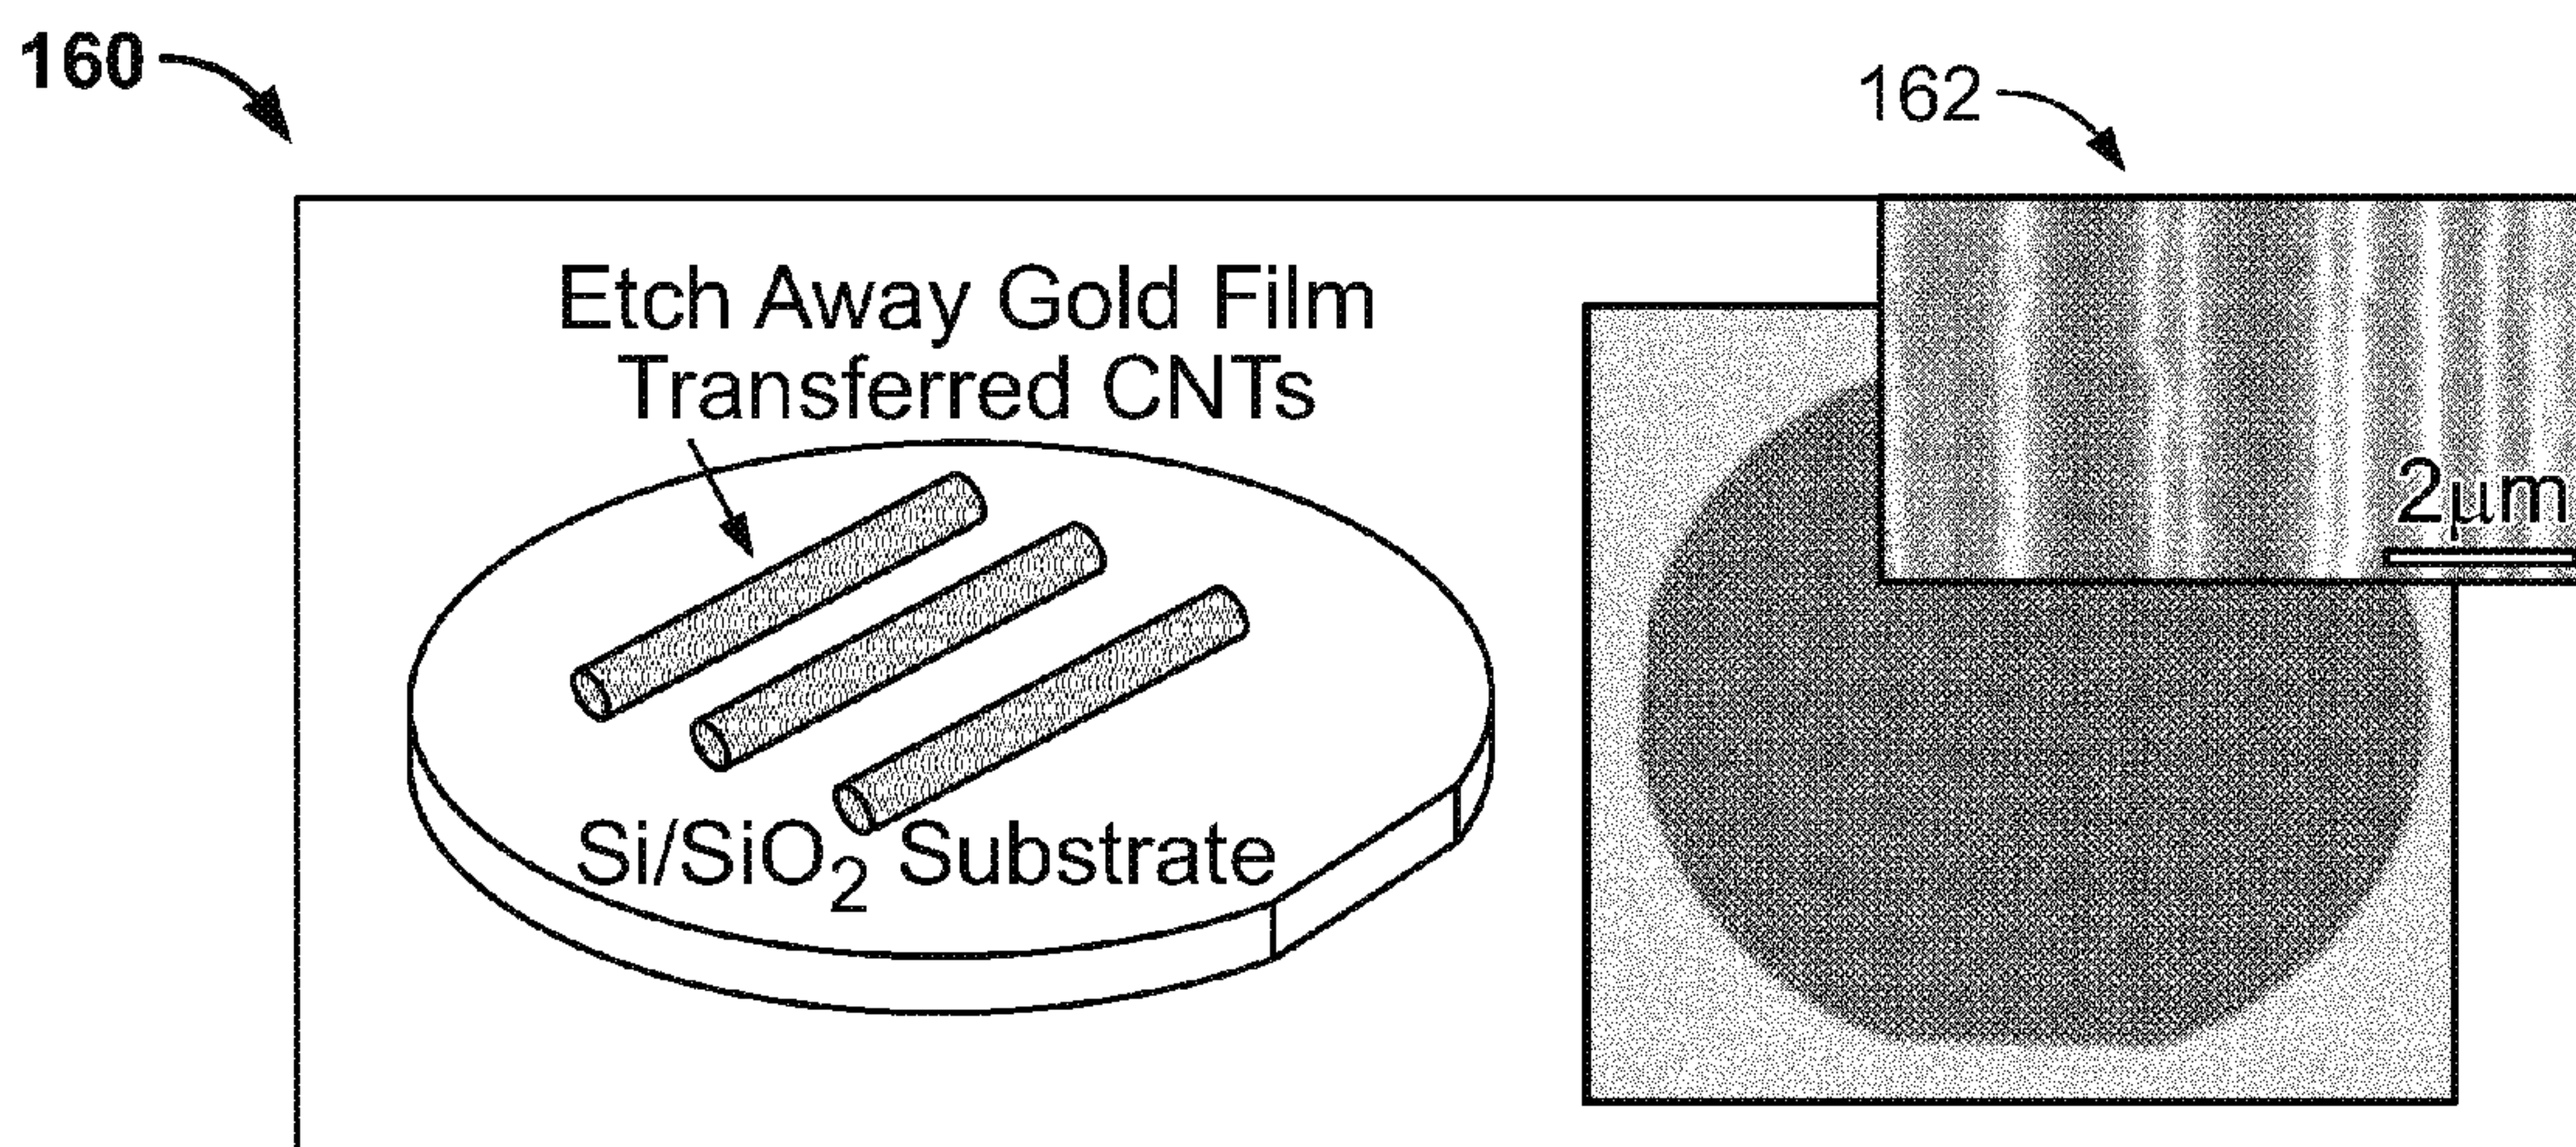 160
162
Etch Away Gold Film
Transferred CNTs
2μm
Si/SiO₂ Substrate